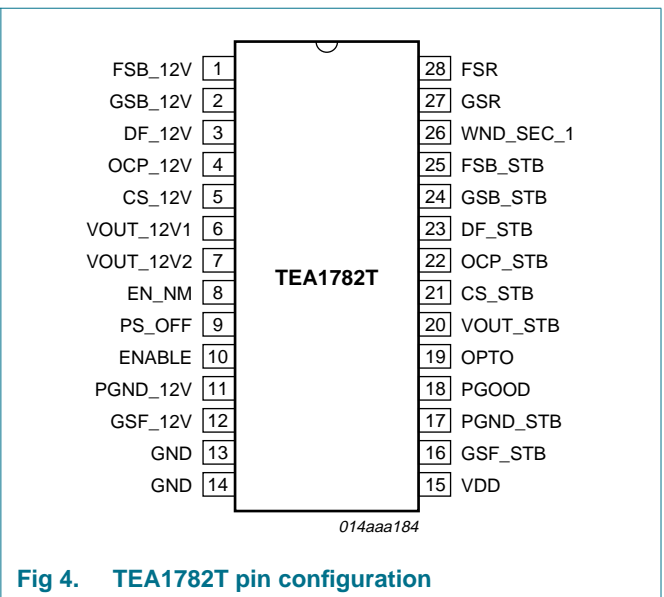 FSB_12V 1
GSB_12V 2
DF_12V 3
OCP_12V 4
CS_12V 5
VOUT_12V1 6
VOUT_12V2 7
EN_NM 8
PS_OFF 9
ENABLE 10
PGND_12V 11
GSF_12V 12
GND 13
GND 14
TEA1782T
28 FSR
27 GSR
26 WND_SEC_1
25 FSB_STB
24 GSB_STB
23 DF_STB
22 OCP_STB
21 CS_STB
20 VOUT_STB
19 OPTO
18 PGOOD
17 PGND_STB
16 GSF_STB
15 VDD
014aaa184
Fig 4. TEA1782T pin configuration